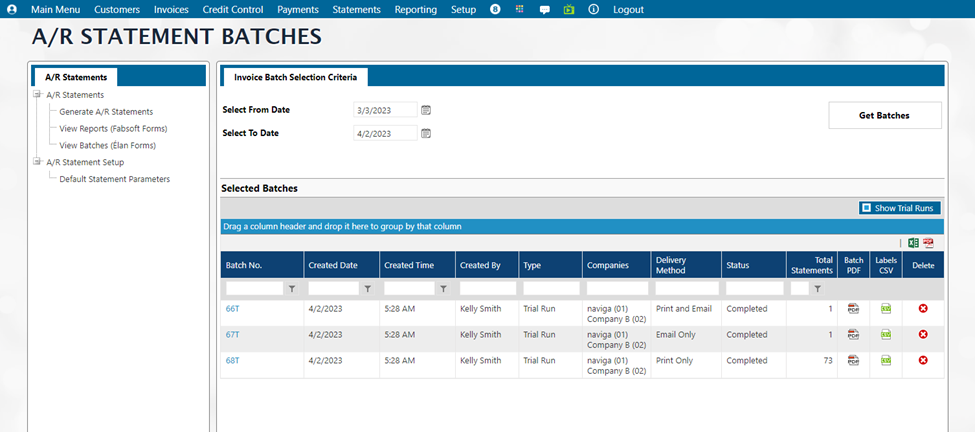 Main Menu Customers Invoices Credit Control Payments Statements Reporting Setup 8 Logout
A/R STATEMENT BATCHES
A/R Statements
A/R Statements
Generate A/R Statements
View Reports (Fabsoft Forms)
View Batches (Élan Forms)
A/R Statement Setup
Default Statement Parameters
Invoice Batch Selection Criteria
Select From Date 3/3/2023
Get Batches
Select To Date 4/2/2023
Selected Batches
Show Trial Runs
Drag a column header and drop it here to group by that column
Batch No. Created Date Created Time Created By Type Companies Delivery Method Status Total Statements Batch PDF Labels CSV Delete
66T 4/2/2023 5:28 AM Kelly Smith Trial Run naviga (01) Print and Email Completed 1 PDF
Company B (02)
67T 4/2/2023 5:28 AM Kelly Smith Trial Run naviga (01) Email Only Completed 1 PDF
Company B (02)
68T 4/2/2023 5:28 AM Kelly Smith Trial Run naviga (01) Print Only Completed 73 PDF
Company B (02)